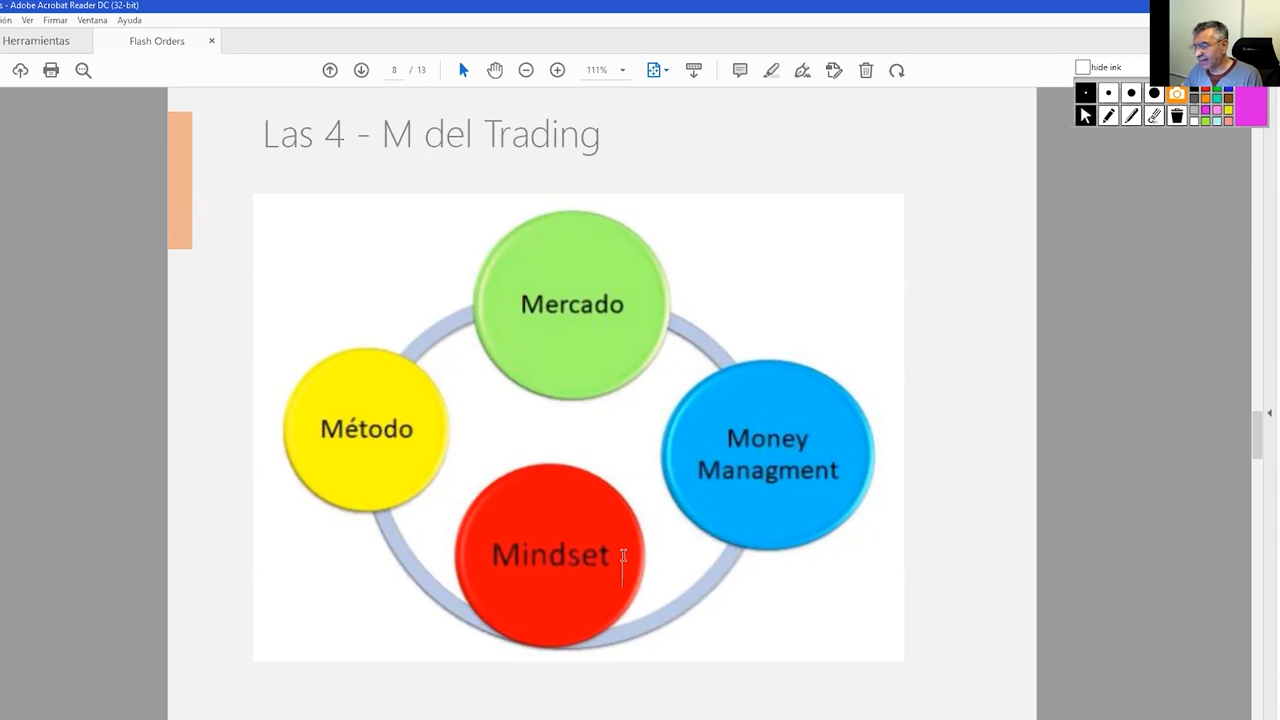 s - Adobe Acrobat Reader DC (32-bit)
ión Ver Firmar Ventana Ayuda
Herramientas
Flash Orders
8 / 13
111%
hide ink
Las 4 - M del Trading
Mercado
Método
Money
Managment
Mindset